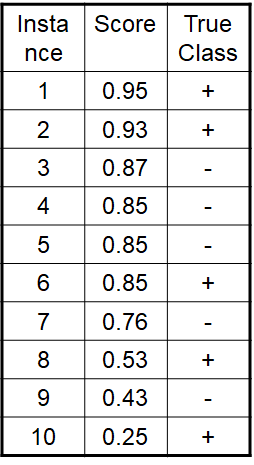 Insta
nce Score True
Class
1 0.95 +
2 0.93 +
3 0.87 -
4 0.85 -
5 0.85 -
6 0.85 +
7 0.76 -
8 0.53 +
9 0.43 -
10 0.25 +